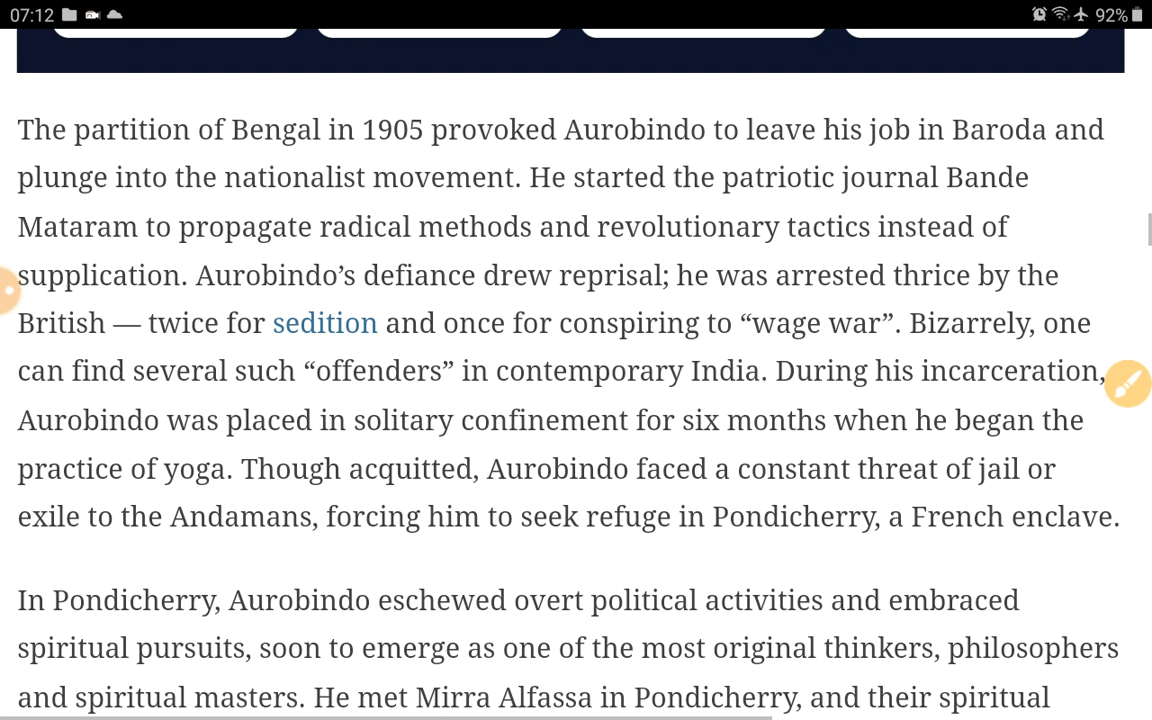 07:12
92%
The partition of Bengal in 1905 provoked Aurobindo to leave his job in Baroda and
plunge into the nationalist movement. He started the patriotic journal Bande
Mataram to propagate radical methods and revolutionary tactics instead of
supplication. Aurobindo’s defiance drew reprisal; he was arrested thrice by the
British — twice for sedition and once for conspiring to “wage war”. Bizarrely, one
can find several such “offenders” in contemporary India. During his incarceration,
Aurobindo was placed in solitary confinement for six months when he began the
practice of yoga. Though acquitted, Aurobindo faced a constant threat of jail or
exile to the Andamans, forcing him to seek refuge in Pondicherry, a French enclave.
In Pondicherry, Aurobindo eschewed overt political activities and embraced
spiritual pursuits, soon to emerge as one of the most original thinkers, philosophers
and spiritual masters. He met Mirra Alfassa in Pondicherry, and their spiritual